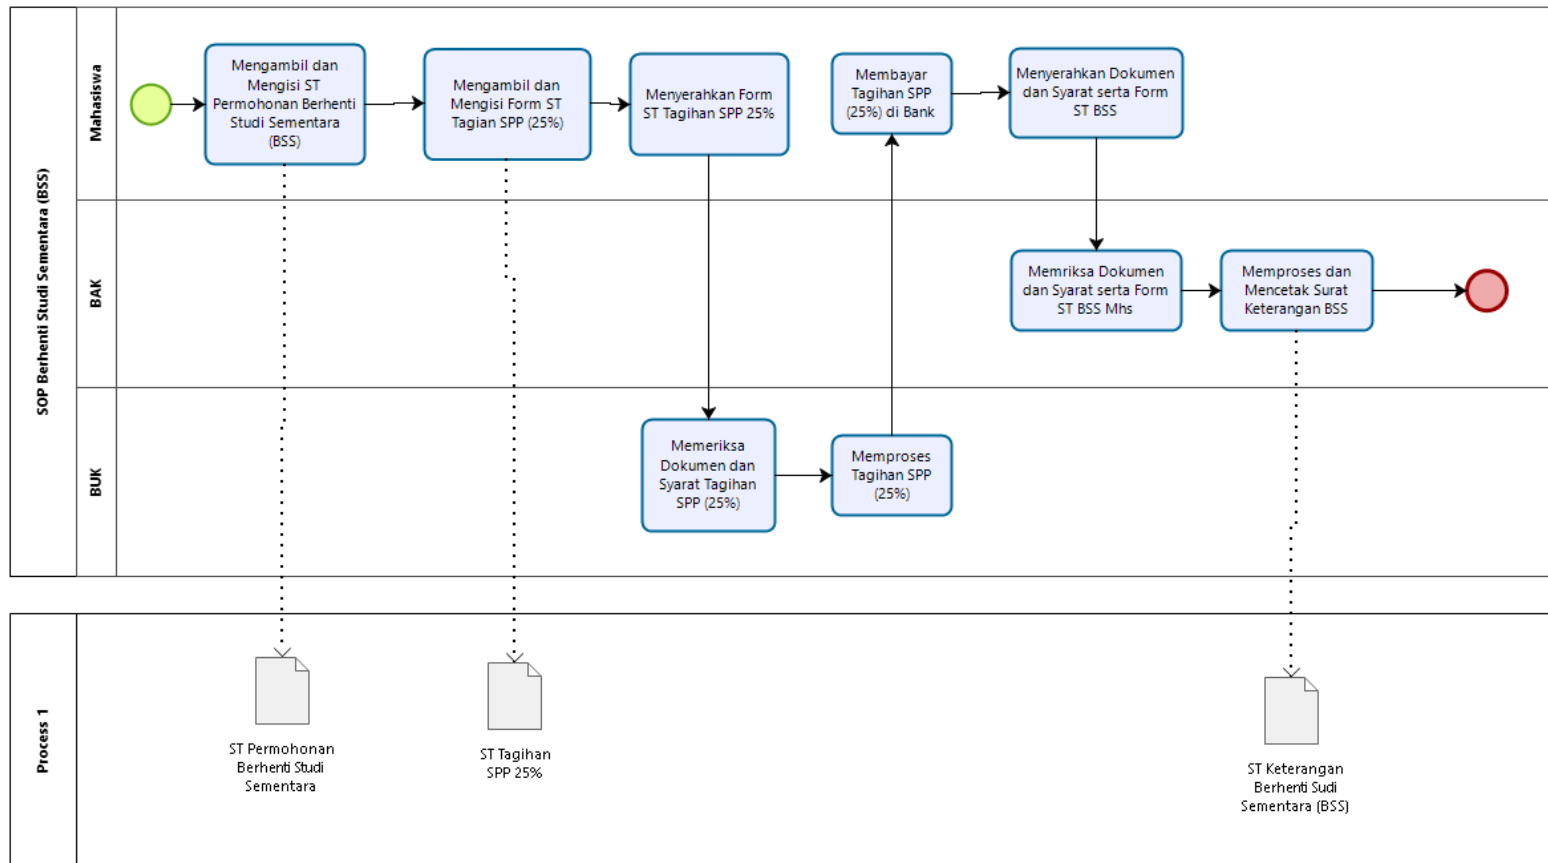 SOP Berhenti Studi Sementara (BSS)
Mahasiswa
Mengambil dan
Mengisi ST
Permohonan Berhenti
Studi Sementara
(BSS)
Mengambil dan
Mengisi Form ST
Tagian SPP (25%)
Menyerahkan Form
ST Tagihan SPP 25%
Membayar
Tagihan SPP
(25%) di Bank
Menyerahkan Dokumen
dan Syarat serta Form
ST BSS
BAK
Memriksa Dokumen
dan Syarat serta Form
ST BSS Mhs
Memproses dan
Mencetak Surat
Keterangan BSS
BUK
Memeriksa
Dokumen dan
Syarat Tagihan
SPP (25%)
Memproses
Tagihan SPP
(25%)
Process 1
ST Permohonan
Berhenti Studi
Sementara
ST Tagihan
SPP 25%
ST Keterangan
Berhenti Sudi
Sementara (BSS)